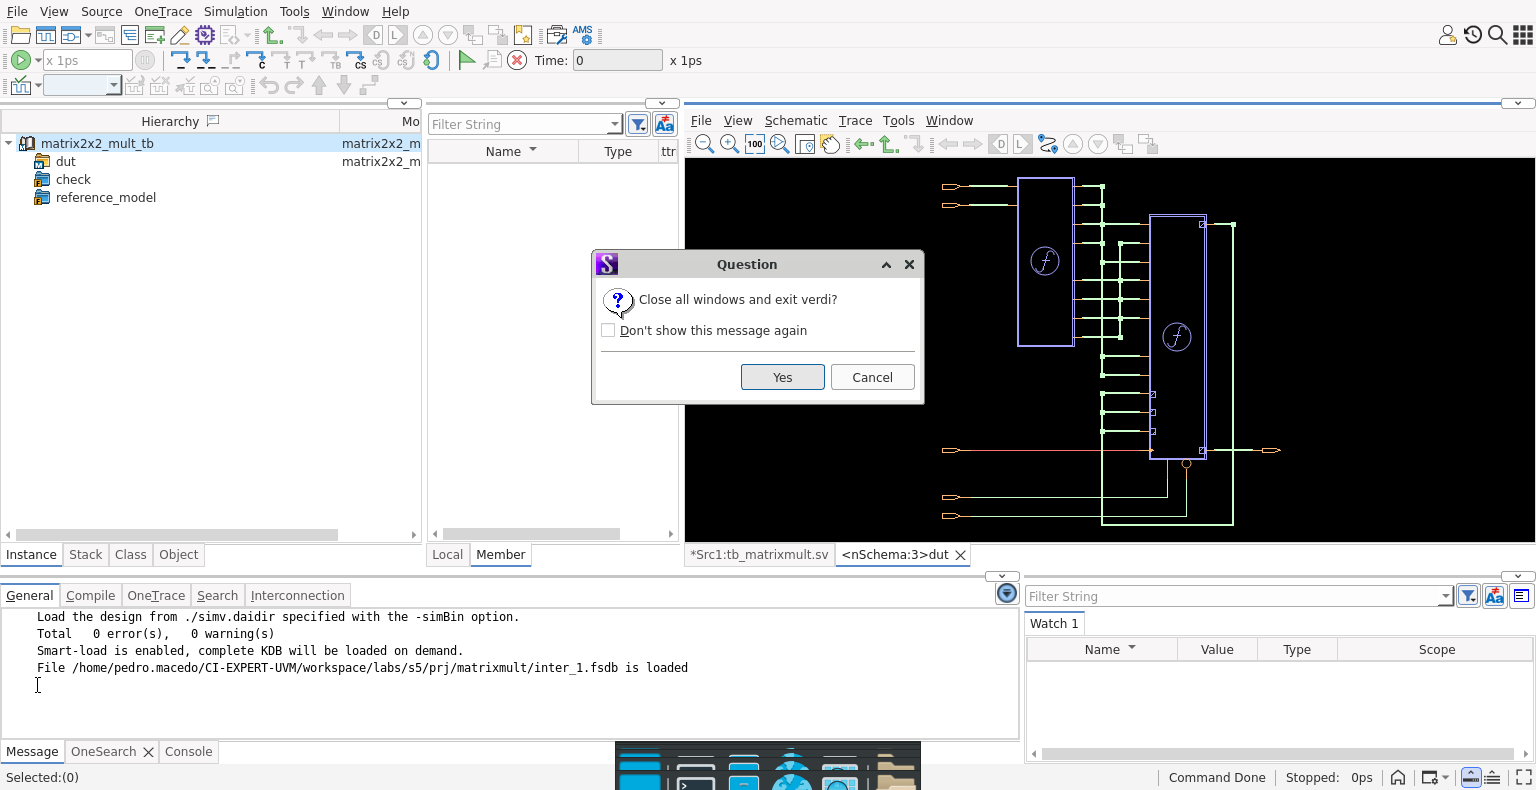 File View Source OneTrace Simulation Tools Window Help
x 1ps Time: 0 x 1ps
Hierarchy Mo
matrix2x2_mult_tb matrix2x2_m
dut matrix2x2_m
check
reference_model
Instance Stack Class Object
Filter String
Name Type ttr
Local Member
File View Schematic Trace Tools Window
100
Question
Close all windows and exit verdi?
Don't show this message again
Yes Cancel
*Src1:tb_matrixmult.sv <nSchema:3>dut
General Compile OneTrace Search Interconnection
Load the design from ./simv.daidir specified with the -simBin option.
Total 0 error(s), 0 warning(s)
Smart-load is enabled, complete KDB will be loaded on demand.
File /home/pedro.macedo/CI-EXPERT-UVM/workspace/labs/s5/prj/matrixmult/inter_1.fsdb is loaded
Message OneSearch Console
Filter String
Watch 1
Name Value Type Scope
Selected:(0)
Command Done Stopped: 0ps